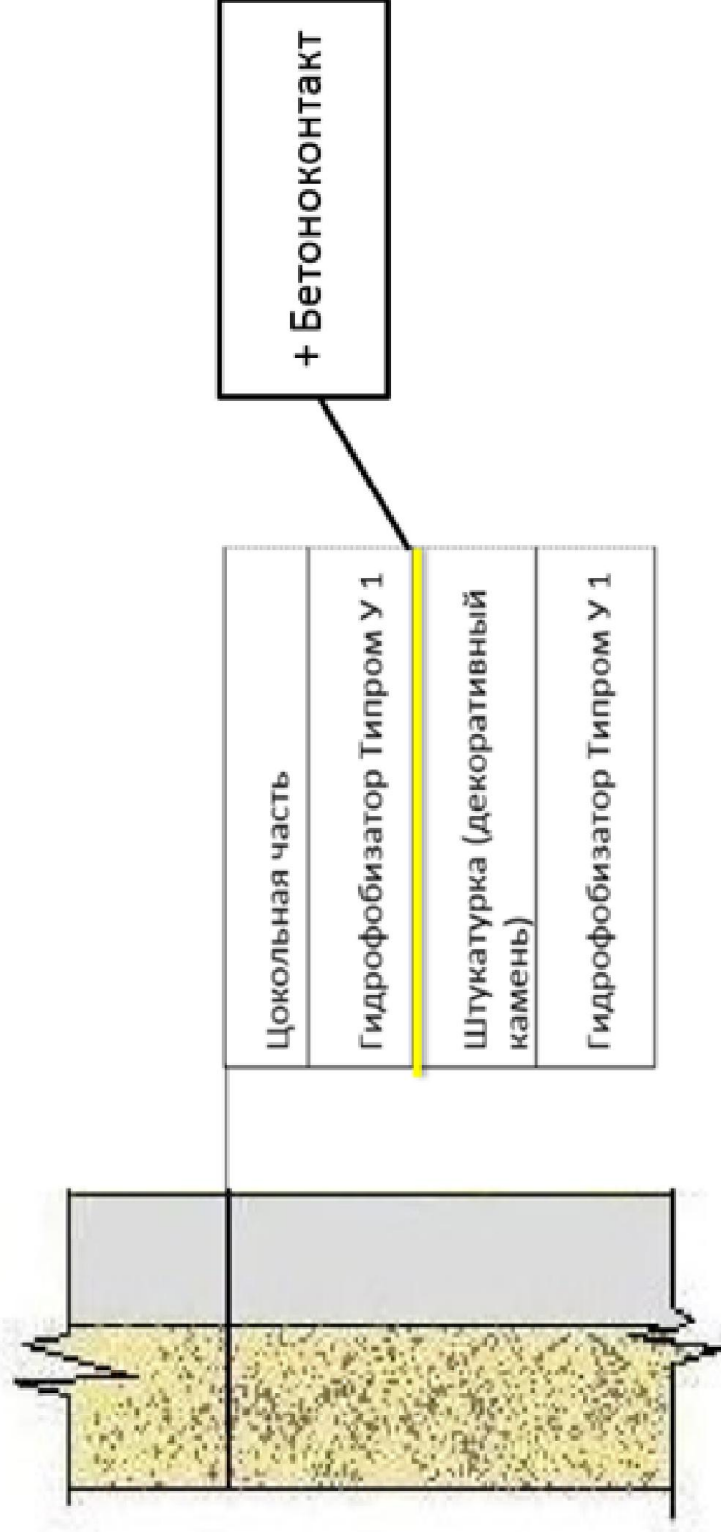 Цокольная часть
Гидрофобизатор Типром У 1
Штукатурка (декоративный
камень)
Гидрофобизатор Типром У 1
+ Бетоноконтакт